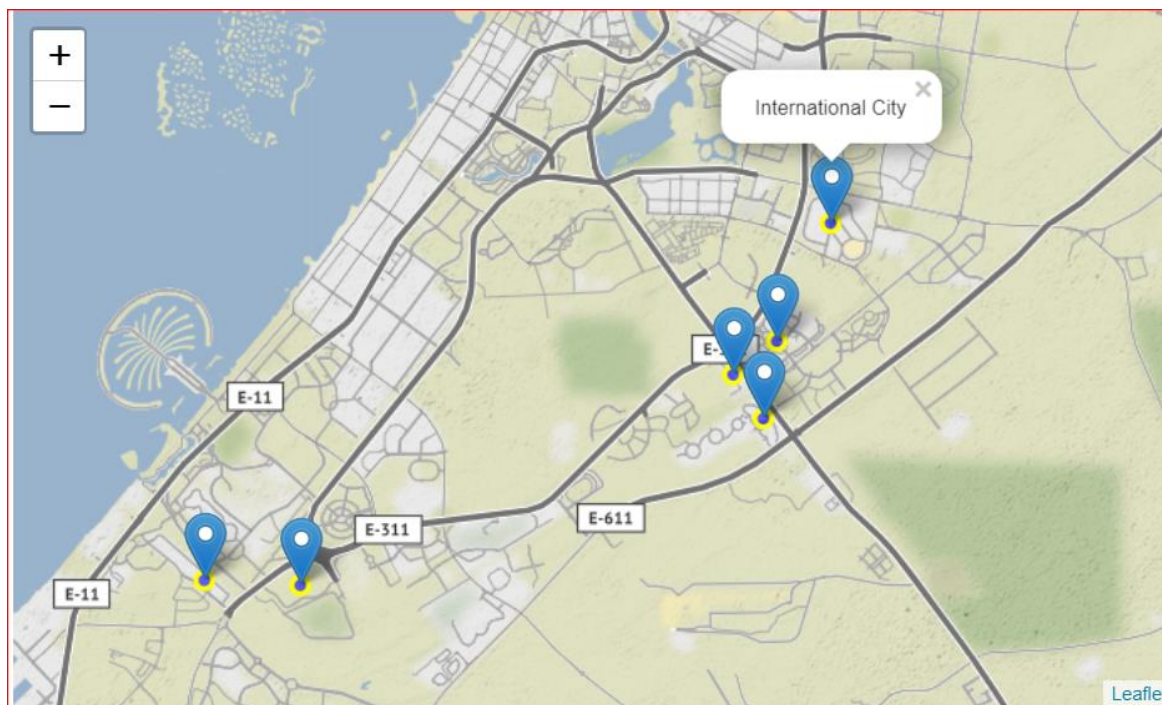 +
−
International City
×
E-11
E-311
E-611
E-11
Leafle